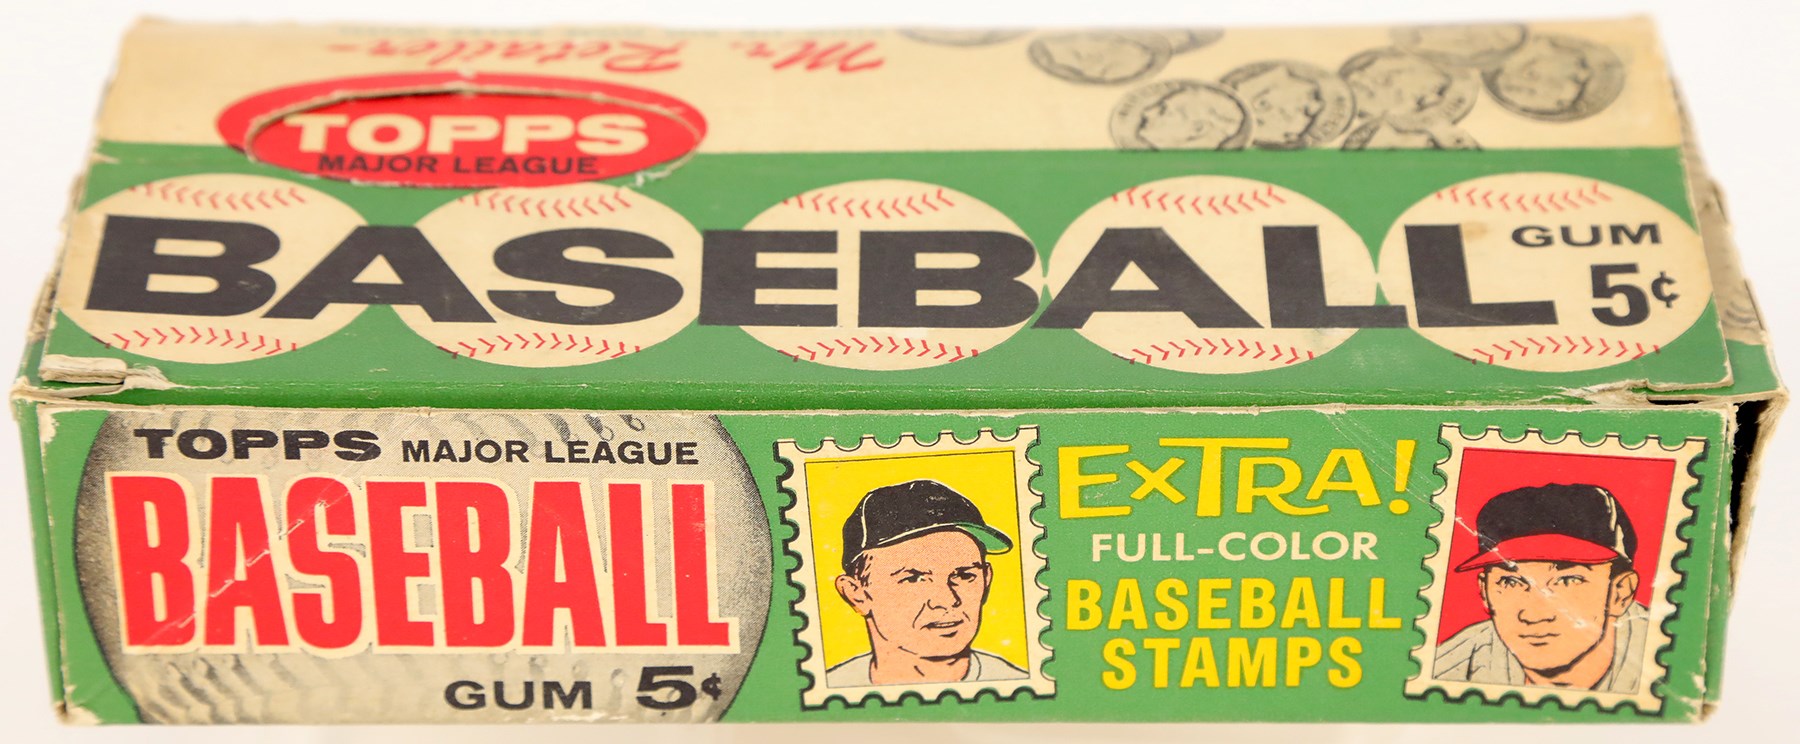 Mr. Retailer-
TOPPS
MAJOR LEAGUE
BASEBALL
GUM
5¢
TOPPS MAJOR LEAGUE
BASEBALL
GUM 5¢
EXTRA!
FULL-COLOR
BASEBALL
STAMPS